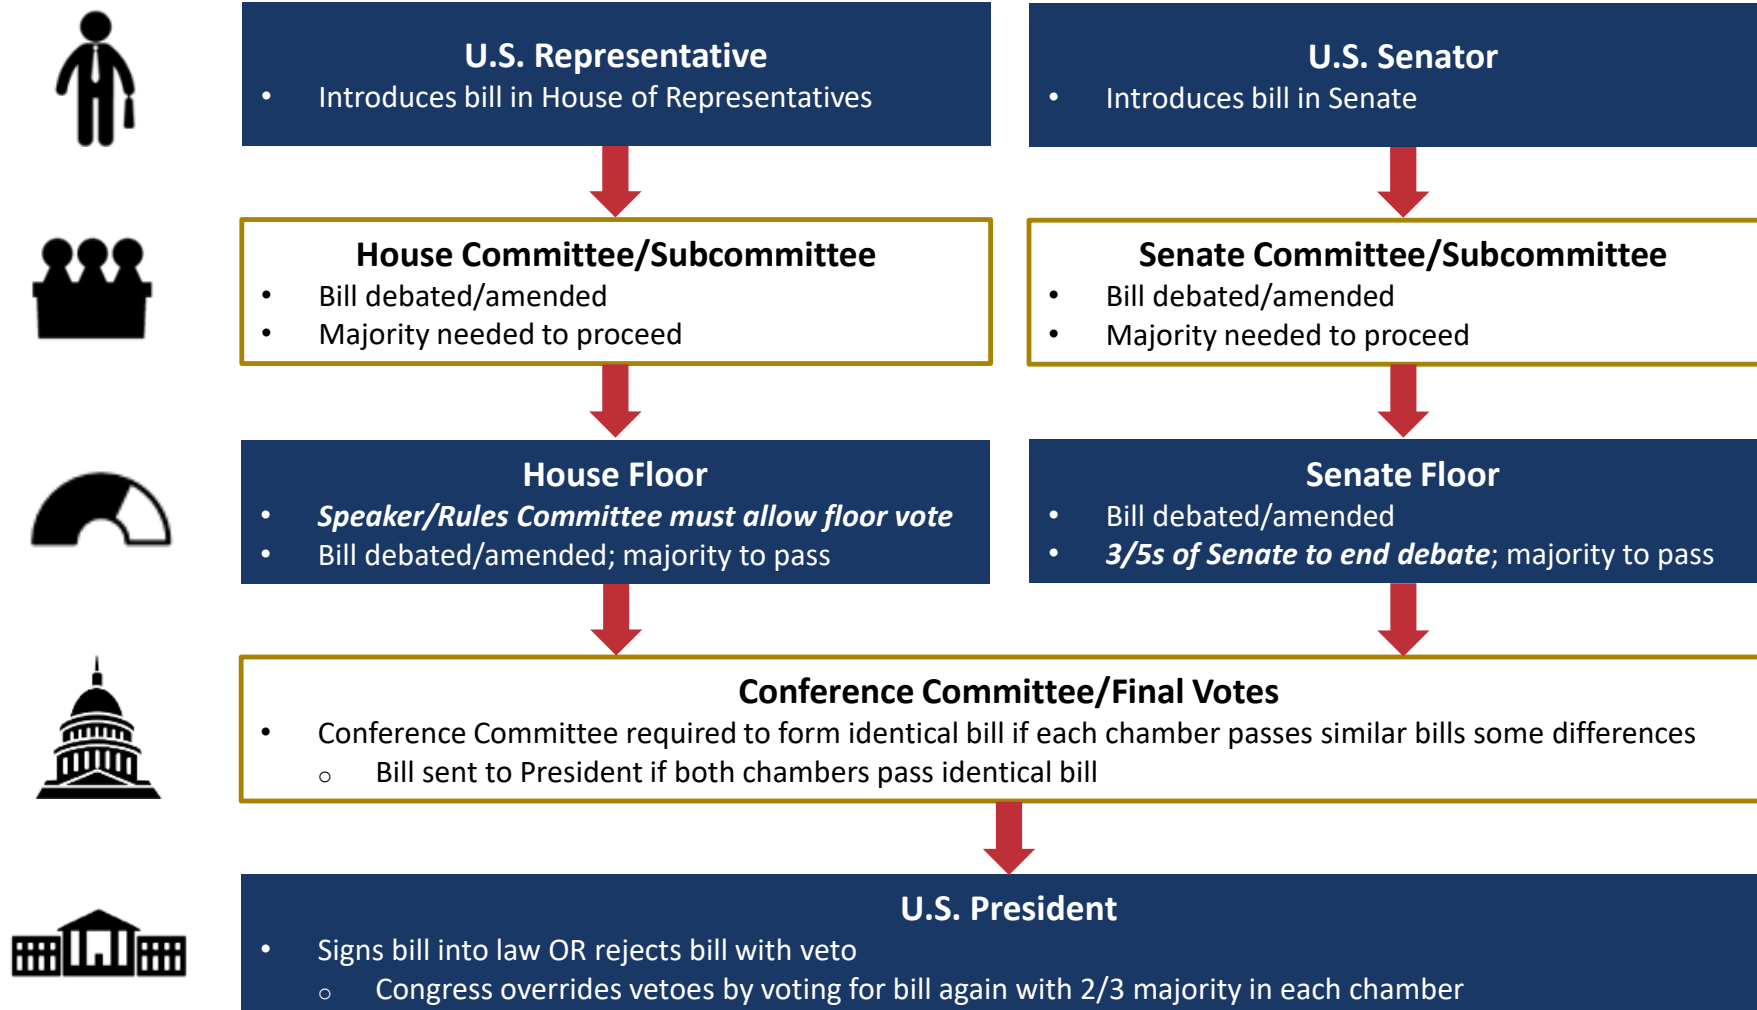 U.S. Representative
• Introduces bill in House of Representatives
U.S. Senator
• Introduces bill in Senate
House Committee/Subcommittee
• Bill debated/amended
• Majority needed to proceed
Senate Committee/Subcommittee
• Bill debated/amended
• Majority needed to proceed
House Floor
• Speaker/Rules Committee must allow floor vote
• Bill debated/amended; majority to pass
Senate Floor
• Bill debated/amended
• 3/5s of Senate to end debate; majority to pass
Conference Committee/Final Votes
• Conference Committee required to form identical bill if each chamber passes similar bills some differences
○ Bill sent to President if both chambers pass identical bill
U.S. President
• Signs bill into law OR rejects bill with veto
○ Congress overrides vetoes by voting for bill again with 2/3 majority in each chamber